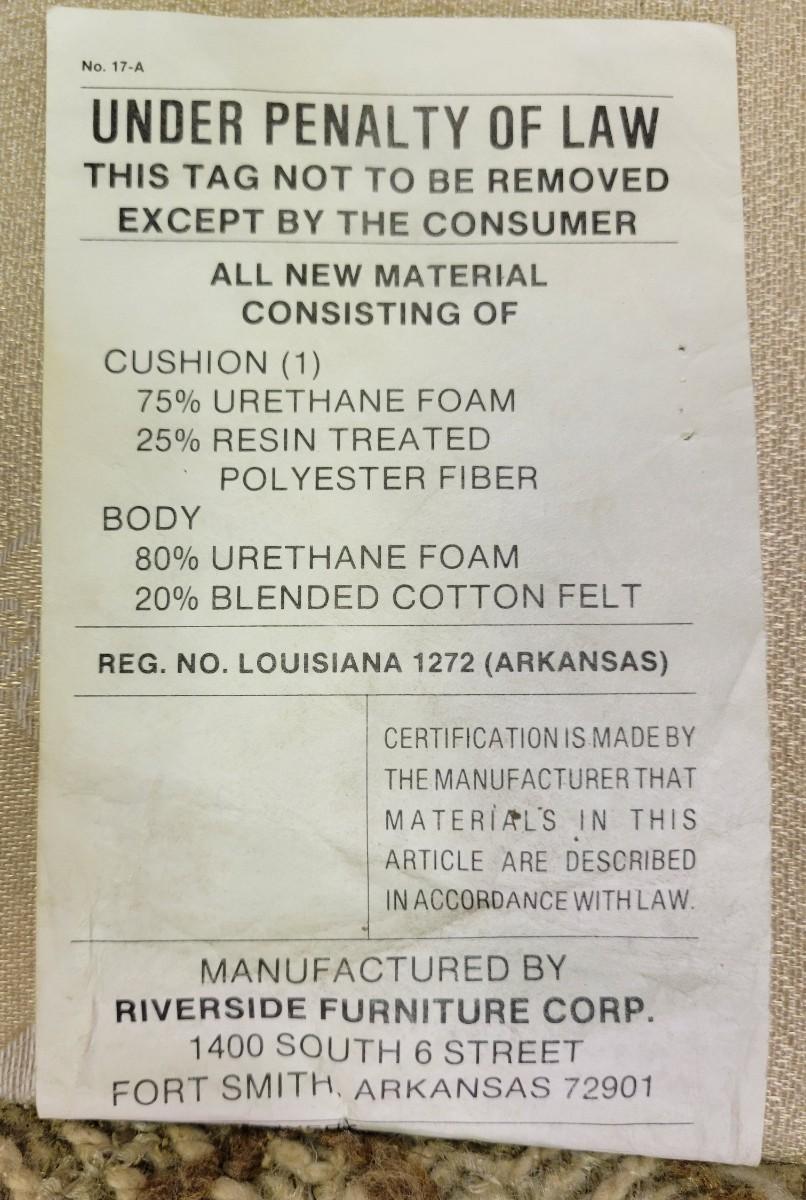 No. 17-A
UNDER PENALTY OF LAW
THIS TAG NOT TO BE REMOVED
EXCEPT BY THE CONSUMER
ALL NEW MATERIAL
CONSISTING OF
CUSHION (1)
75% URETHANE FOAM
25% RESIN TREATED
POLYESTER FIBER
BODY
80% URETHANE FOAM
20% BLENDED COTTON FELT
REG. NO. LOUISIANA 1272 (ARKANSAS)
CERTIFICATION IS MADE BY
THE MANUFACTURER THAT
MATERIALS IN THIS
ARTICLE ARE DESCRIBED
IN ACCORDANCE WITH LAW.
MANUFACTURED BY
RIVERSIDE FURNITURE CORP.
1400 SOUTH 6 STREET
FORT SMITH, ARKANSAS 72901